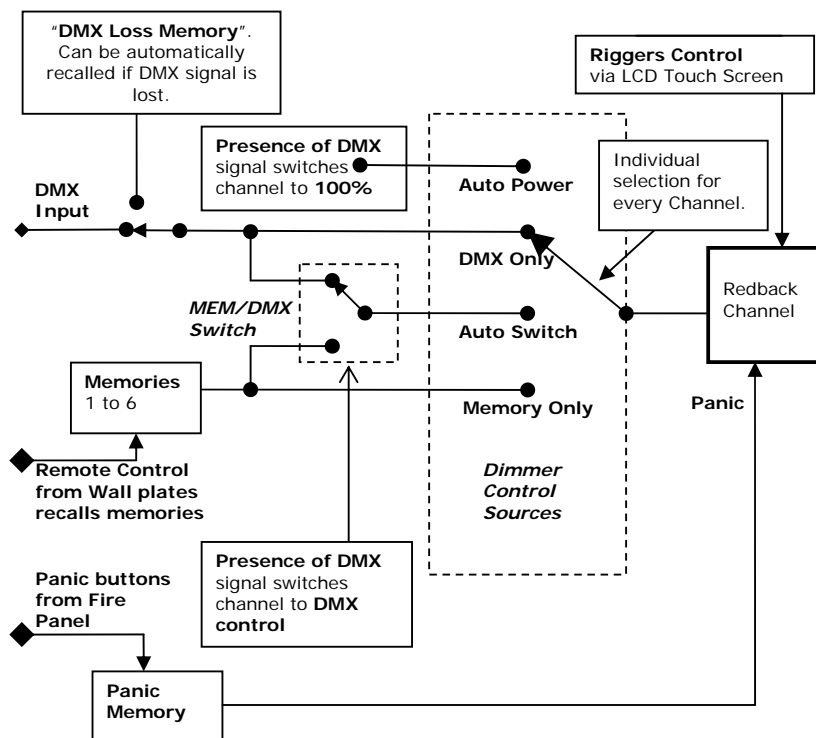 "DMX Loss Memory".
Can be automatically
recalled if DMX signal is
lost.
Riggers Control
via LCD Touch Screen
Presence of DMX
signal switches
channel to 100%
Individual
selection for
every Channel.
DMX
Input
Auto Power
DMX Only
MEM/DMX
Switch
Auto Switch
Redback
Channel
Memories
1 to 6
Memory Only
Panic
Remote Control
from Wall plates
recalls memories
Dimmer
Control
Sources
Presence of DMX
signal switches
channel to DMX
control
Panic buttons
from Fire
Panel
Panic
Memory